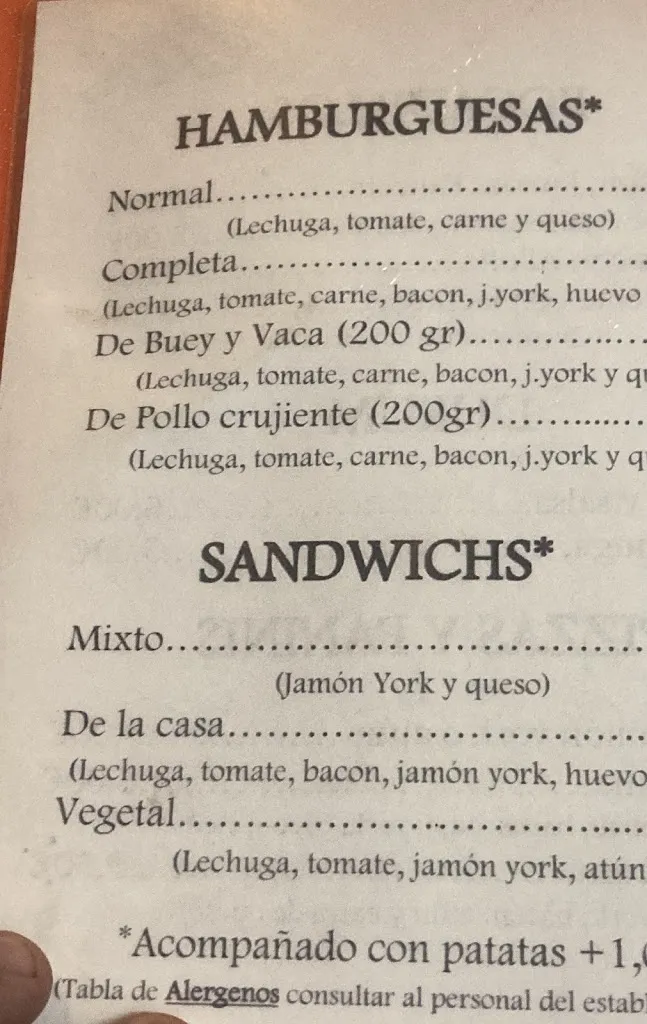 HAMBURGUESAS*
Normal..........................................
(Lechuga, tomate, carne y queso)
Completa.......................................
(Lechuga, tomate, carne, bacon, j.york, huevo
De Buey y Vaca (200 gr)..................
(Lechuga, tomate, carne, bacon, j.york y
De Pollo crujiente (200gr)...............
(Lechuga, tomate, carne, bacon, j.york y
SANDWICHS*
Mixto............................................
(Jamón York y queso)
De la casa......................................
(Lechuga, tomate, bacon, jamón york, huevo
Vegetal..........................................
(Lechuga, tomate, jamón york, atún
*Acompañado con patatas +1,
(Tabla de Alergenos consultar al personal del